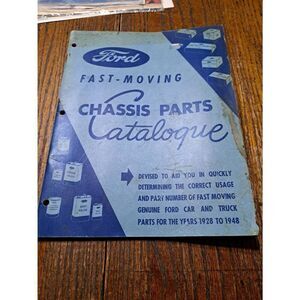 Ford
FAST-MOVING
CHASSIS PARTS
Catalogue
DEVISED TO AID YOU IN QUICKLY
DETERMINING THE CORRECT USAGE
AND PART NUMBER OF FAST MOVING
GENUINE FORD CAR AND TRUCK
PARTS FOR THE YEARS 1928 TO 1948